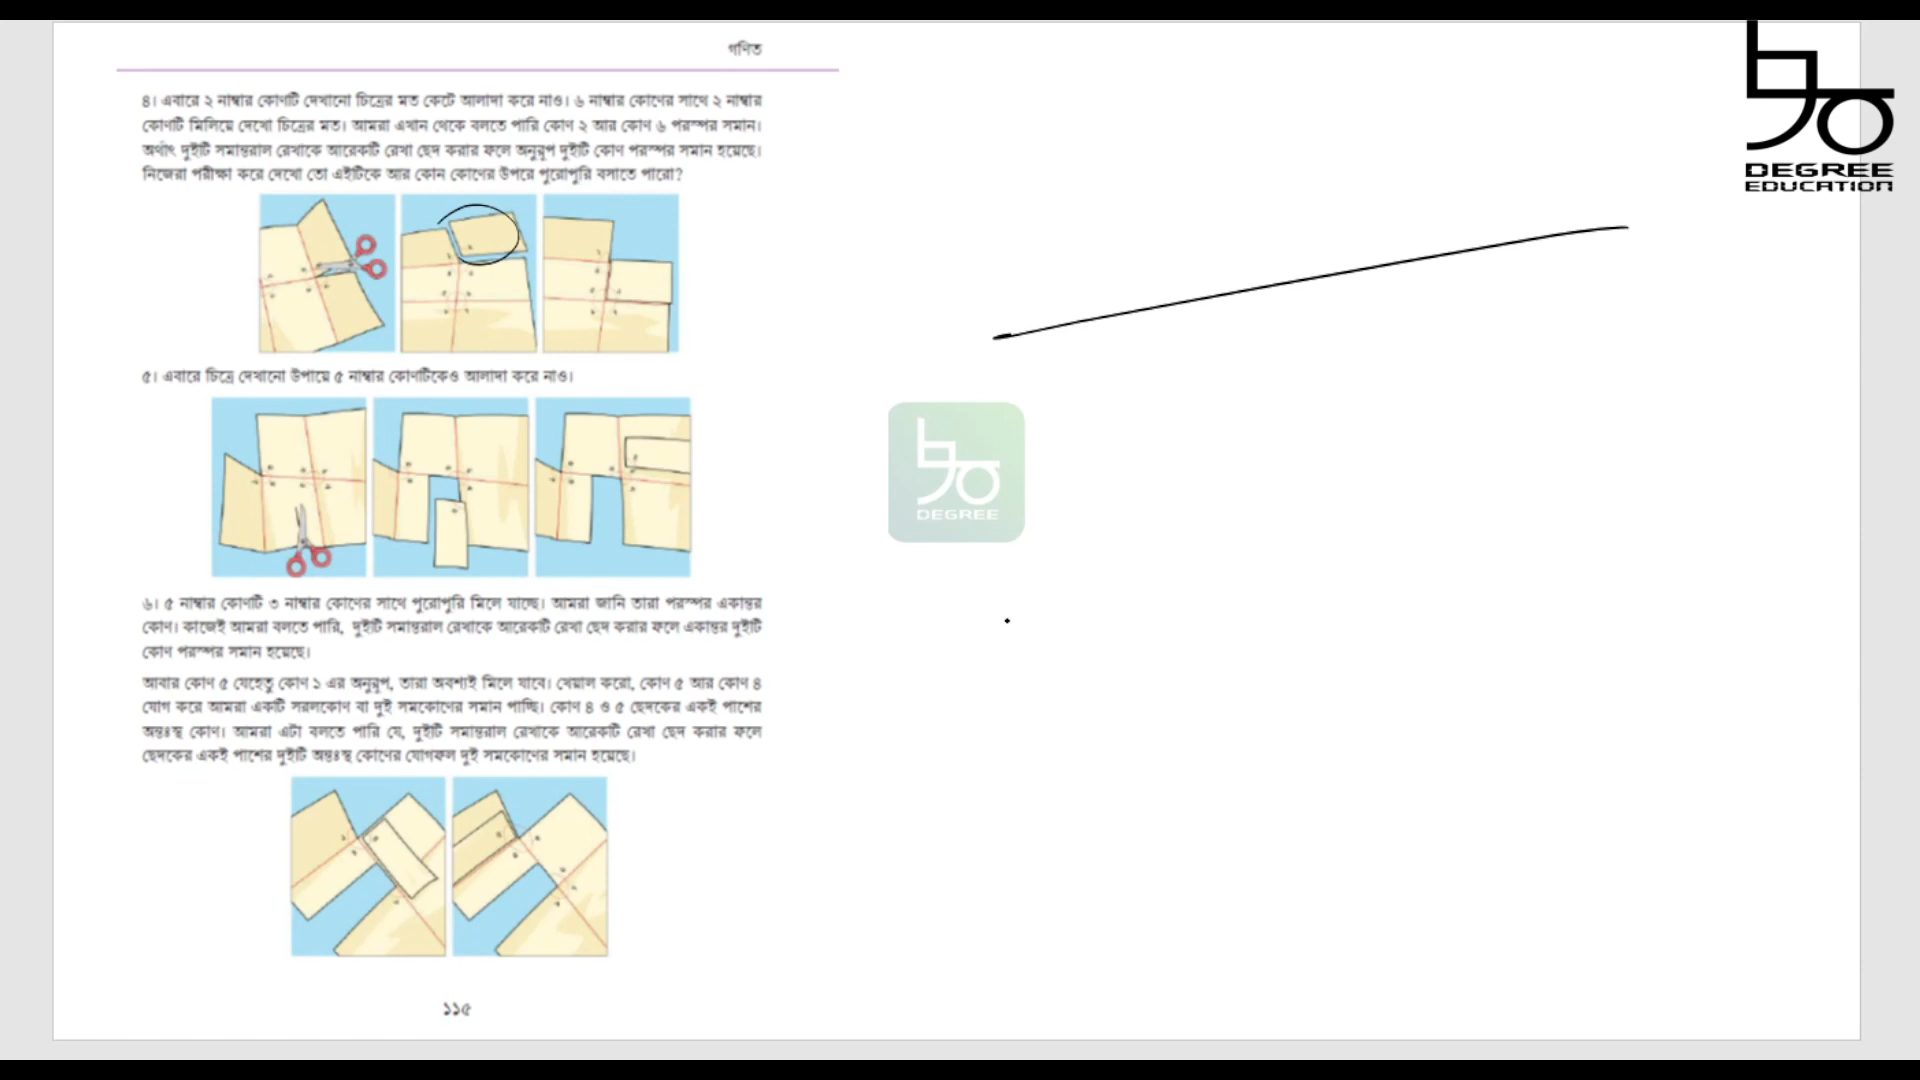 গণিত
৪। এবারে ২ নাম্বার কোণটি দেখানো চিত্রের মত কেটে আলাদা করে নাও। ৬ নাম্বার কোণের সাথে ২ নাম্বার
কোণটি মিলিয়ে দেখো চিত্রের মত। আমরা এখান থেকে বলতে পারি কোণ ২ আর কোণ ৬ পরস্পর সমান।
অর্থাৎ দুইটি সমান্তরাল রেখাকে আরেকটি রেখা ছেদ করার ফলে অনুরূপ দুইটি কোণ পরস্পর সমান হয়েছে।
নিজেরা পরীক্ষা করে দেখো তো এইটিকে আর কোন কোণের উপরে পুরোপুরি বসাতে পারো?
৫। এবারে চিত্রে দেখানো উপায়ে ৫ নাম্বার কোণটিকেও আলাদা করে নাও।
৬। ৫ নাম্বার কোণটি ৩ নাম্বার কোণের সাথে পুরোপুরি মিলে যাচ্ছে। আমরা জানি তারা পরস্পর একান্তর
কোণ। কাজেই আমরা বলতে পারি, দুইটি সমান্তরাল রেখাকে আরেকটি রেখা ছেদ করার ফলে একান্তর দুইটি
কোণ পরস্পর সমান হয়েছে।
আবার কোণ ৫ যেহেতু কোণ ১ এর অনুরূপ, তারা অবশ্যই মিলে যাবে। খেয়াল করো, কোণ ৫ আর কোণ ৪
যোগ করে আমরা একটি সরলকোণ বা দুই সমকোণের সমান পাচ্ছি। কোণ ৪ ও ৫ ছেদকের একই পাশের
অন্তঃস্থ কোণ। আমরা এটা বলতে পারি যে, দুইটি সমান্তরাল রেখাকে আরেকটি রেখা ছেদ করার ফলে
ছেদকের একই পাশের দুইটি অন্তঃস্থ কোণের যোগফল দুই সমকোণের সমান হয়েছে।
১১৫
৯০
DEGREE
EDUCATION
৯০
DEGREE